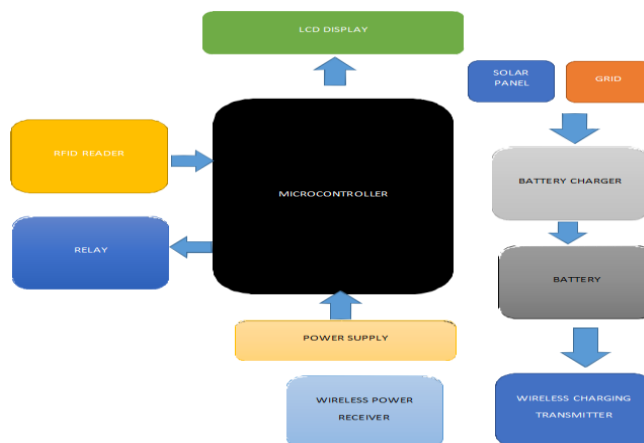 LCD DISPLAY
SOLAR
PANEL
GRID
RFID READER
MICROCONTROLLER
BATTERY CHARGER
RELAY
BATTERY
POWER SUPPLY
WIRELESS POWER
RECEIVER
WIRELESS CHARGING
TRANSMITTER